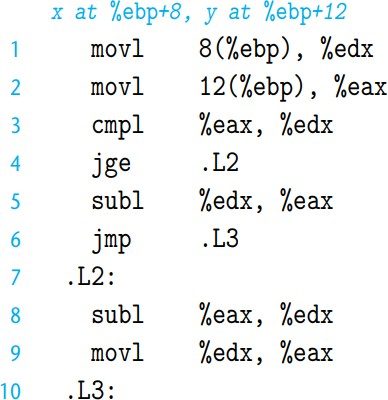 x at %ebp+8, y at %ebp+12
1 movl 8(%ebp), %edx
2 movl 12(%ebp), %eax
3 cmpl %eax, %edx
4 jge .L2
5 subl %edx, %eax
6 jmp .L3
7 .L2:
8 subl %eax, %edx
9 movl %edx, %eax
10 .L3: